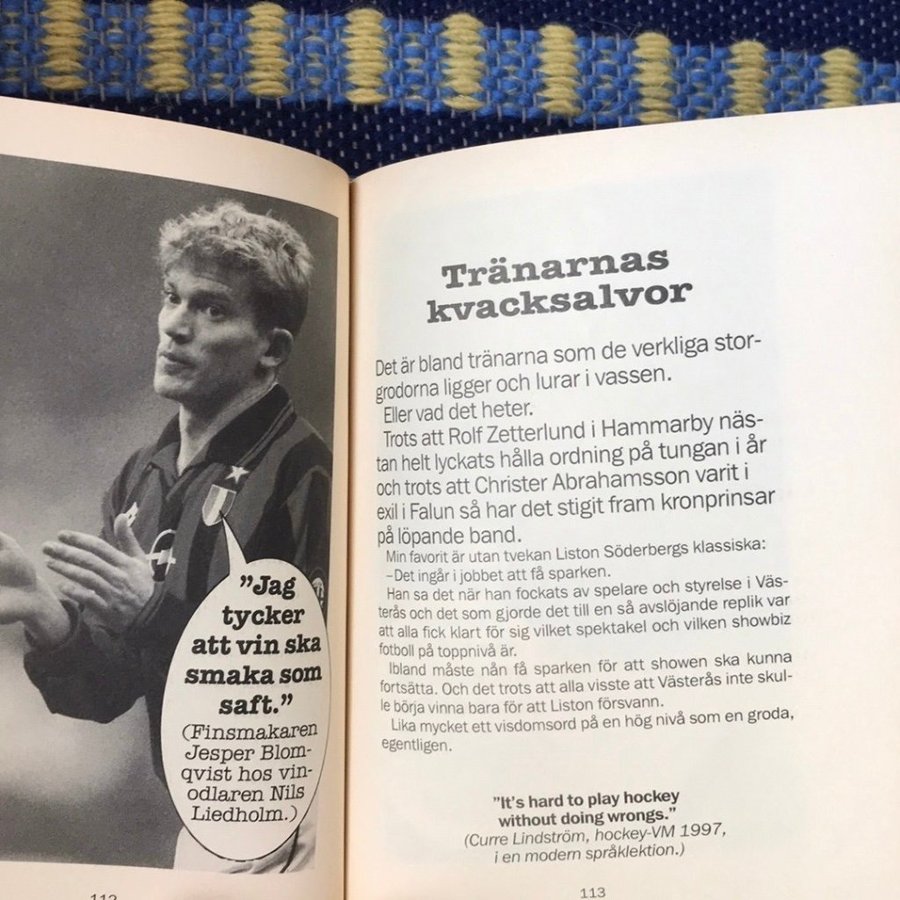 "Jag
tycker
att vin ska
smaka som
saft."
(Finsmakaren
Jesper Blom-
qvist hos vin-
odlaren Nils
Liedholm.)
112
Tränarnas
kvacksalvor
Det är bland tränarna som de verkliga stor-
grodorna ligger och lurar i vassen.
Eller vad det heter.
Trots att Rolf Zetterlund i Hammarby näs-
tan helt lyckats hålla ordning på tungan i år
och trots att Christer Abrahamsson varit i
exil i Falun så har det stigit fram kronprinsar
på löpande band.
Min favorit är utan tvekan Liston Söderbergs klassiska:
–Det ingår i jobbet att få sparken.
Han sa det när han fockats av spelare och styrelse i Väs-
terås och det som gjorde det till en så avslöjande replik var
att alla fick klart för sig vilket spektakel och vilken showbiz
fotboll på toppnivå är.
Ibland måste nån få sparken för att showen ska kunna
fortsätta. Och det trots att alla visste att Västerås inte skul-
le börja vinna bara för att Liston försvann.
Lika mycket ett visdomsord på en hög nivå som en groda,
egentligen.
"It's hard to play hockey
without doing wrongs."
(Curre Lindström, hockey-VM 1997,
i en modern språklektion.)
113